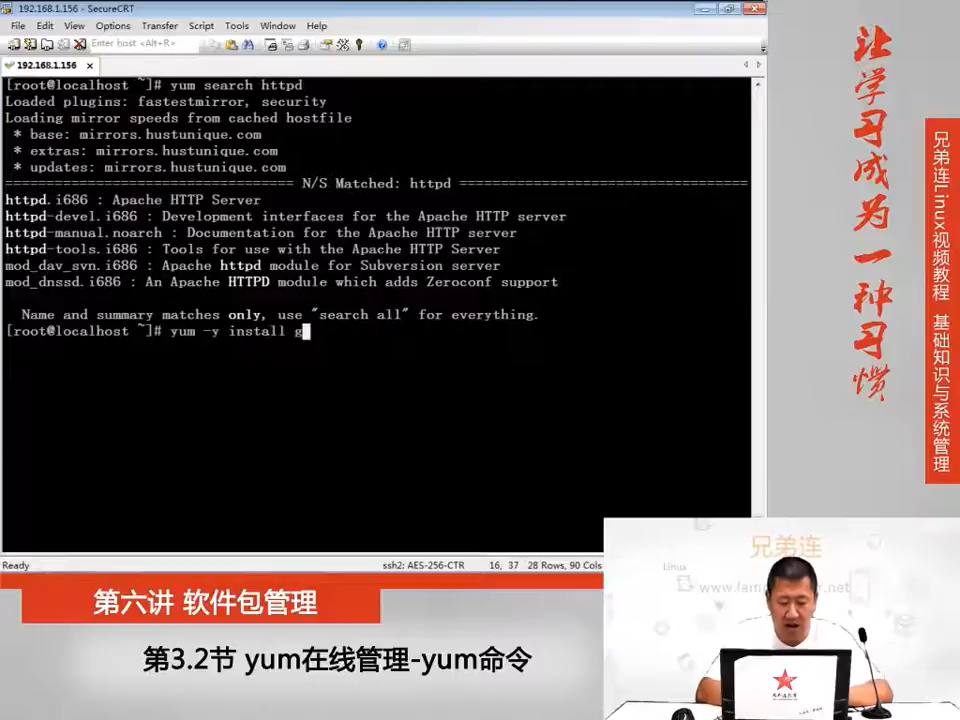 192.168.1.156 - SecureCRT
File Edit View Options Transfer Script Tools Window Help
Enter host <Alt+R>
192.168.1.156
[root@localhost ~]# yum search httpd
Loaded plugins: fastestmirror, security
Loading mirror speeds from cached hostfile
* base: mirrors.hustunique.com
* extras: mirrors.hustunique.com
* updates: mirrors.hustunique.com
================================== N/S Matched: httpd ==================================
httpd.i686 : Apache HTTP Server
httpd-devel.i686 : Development interfaces for the Apache HTTP server
httpd-manual.noarch : Documentation for the Apache HTTP server
httpd-tools.i686 : Tools for use with the Apache HTTP Server
mod_dav_svn.i686 : Apache httpd module for Subversion server
mod_dnssd.i686 : An Apache HTTPD module which adds Zeroconf support
Name and summary matches only, use "search all" for everything.
[root@localhost ~]# yum -y install g
Ready ssh2: AES-256-CTR 16, 37 28 Rows, 90 Cols
让学习成为一种习惯
兄弟连Linux视频教程 基础知识与系统管理
兄弟连
Linux
第六讲 软件包管理
第3.2节 yum在线管理-yum命令